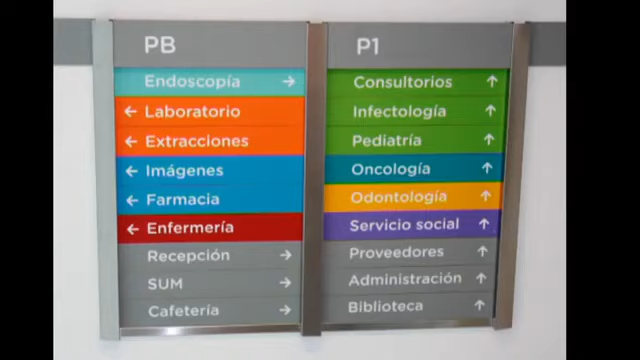 PB
Endoscopía →
← Laboratorio
← Extracciones
← Imágenes
← Farmacia
← Enfermería
Recepción →
SUM →
Cafetería →
P1
Consultorios ↑
Infectología ↑
Pediatría ↑
Oncología ↑
Odontología ↑
Servicio social ↑
Proveedores ↑
Administración ↑
Biblioteca ↑